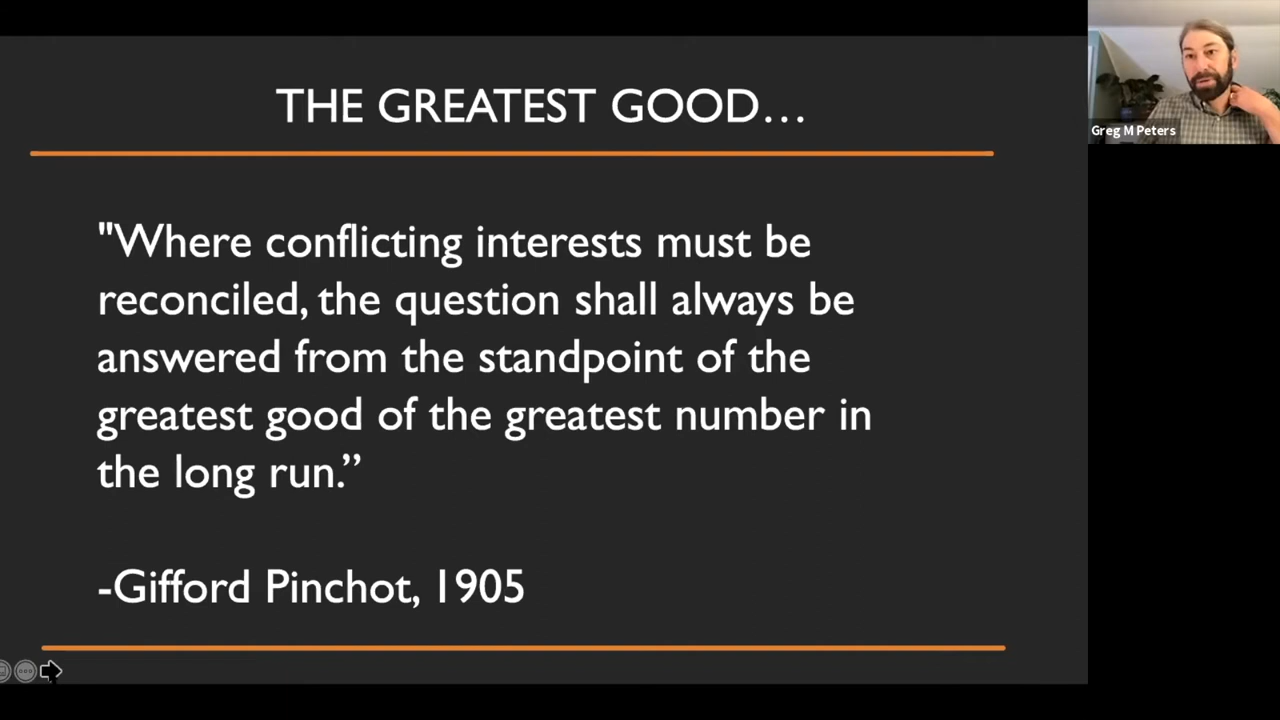 THE GREATEST GOOD…
"Where conflicting interests must be
reconciled, the question shall always be
answered from the standpoint of the
greatest good of the greatest number in
the long run.”
-Gifford Pinchot, 1905
Greg M Peters